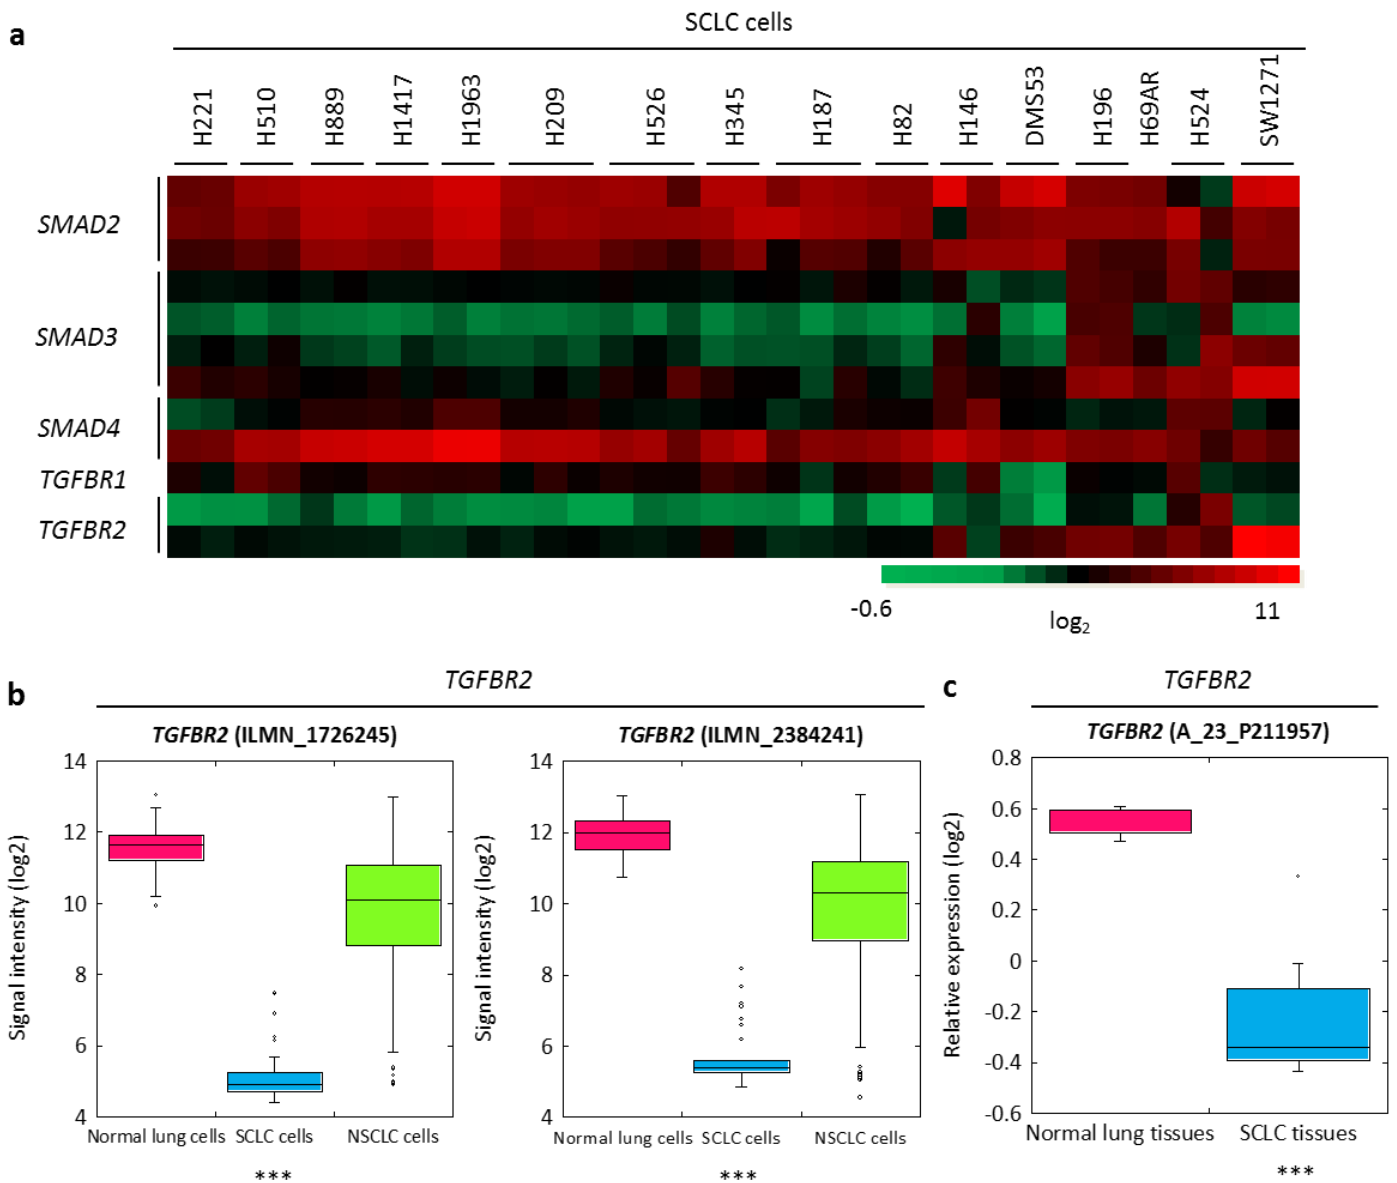 a
SCLC cells
H221
H510
H889
H1417
H1963
H209
H526
H345
H187
H82
H146
DMS53
H196
H69AR
H524
SW1271
SMAD2
SMAD3
SMAD4
TGFBR1
TGFBR2
-0.6
11
log2
b
TGFBR2
TGFBR2 (ILMN_1726245)
Signal intensity (log2)
14
12
10
8
6
4
Normal lung cells
SCLC cells
NSCLC cells
***
TGFBR2 (ILMN_2384241)
Signal intensity (log2)
14
12
10
8
6
4
Normal lung cells
SCLC cells
NSCLC cells
***
c
TGFBR2
TGFBR2 (A_23_P211957)
Relative expression (log2)
0.8
0.6
0.4
0.2
0
-0.2
-0.4
-0.6
Normal lung tissues
SCLC tissues
***